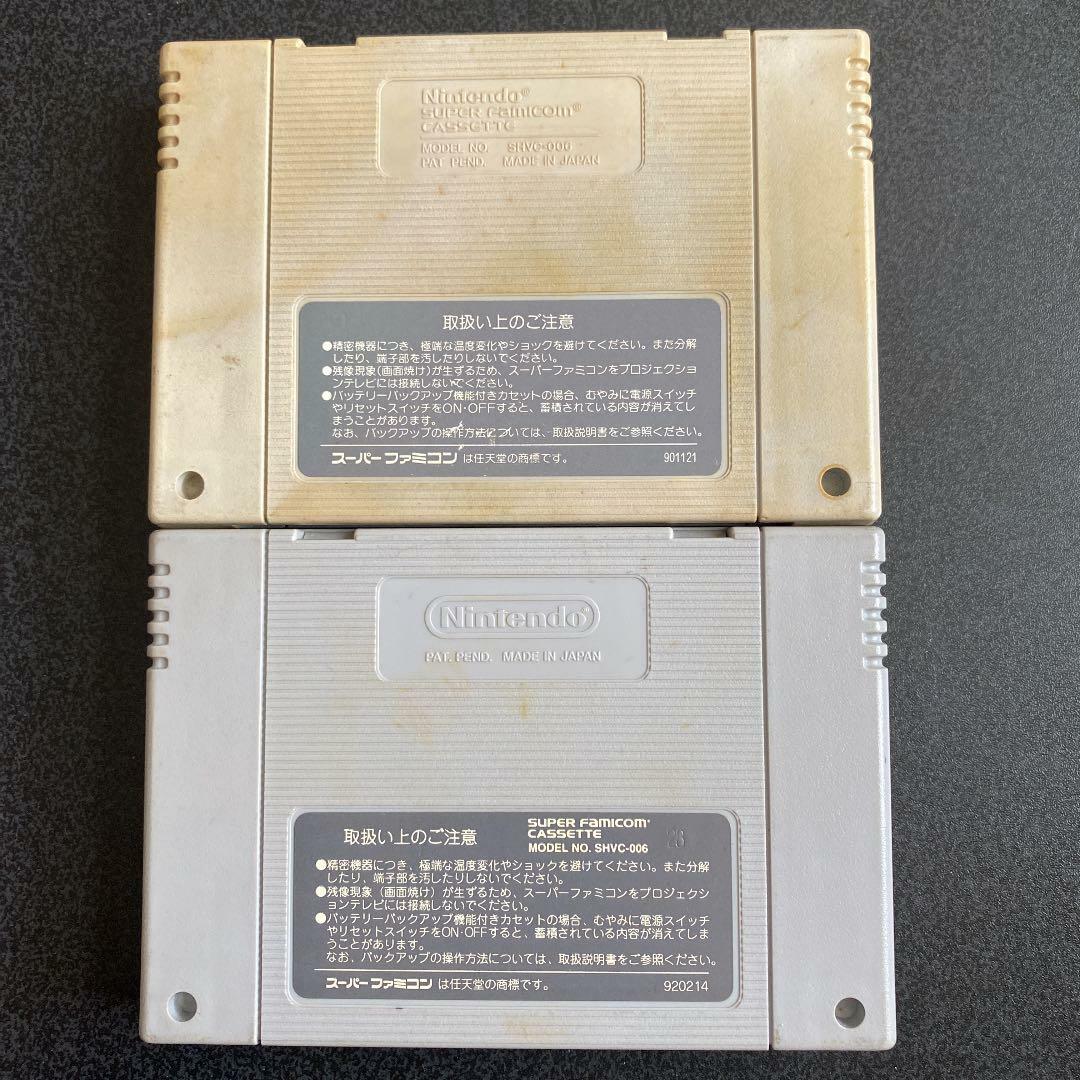 Nintendo®
SUPER Famicom®
CASSETTE
MODEL NO. SHVC-006
PAT. PEND. MADE IN JAPAN
取扱い上のご注意
●精密機器につき、極端な温度変化やショックを避けてください。また分解
したり、端子部を汚したりしないでください。
●残像現象(画面焼け)が生ずるため、スーパーファミコンをプロジェクショ
ンテレビには接続しないでください。
●バッテリーバックアップ機能付きカセットの場合、むやみに電源スイッチ
やリセットスイッチをON・OFFすると、蓄積されている内容が消えてし
まうことがあります。
なお、バックアップの操作方法については、取扱説明書をご参照ください。
スーパーファミコンは任天堂の商標です。 901121
Nintendo®
PAT. PEND. MADE IN JAPAN
取扱い上のご注意
SUPER Famicom®
CASSETTE
MODEL NO. SHVC-006 23
●精密機器につき、極端な温度変化やショックを避けてください。また分解
したり、端子部を汚したりしないでください。
●残像現象(画面焼け)が生ずるため、スーパーファミコンをプロジェクシ
ョンテレビには接続しないでください。
●バッテリーバックアップ機能付きカセットの場合、むやみに電源スイッチ
やリセットスイッチをON・OFFすると、蓄積されている内容が消えてしま
うことがあります。
なお、バックアップの操作方法については、取扱説明書をご参照ください。
スーパーファミコンは任天堂の商標です。 920214